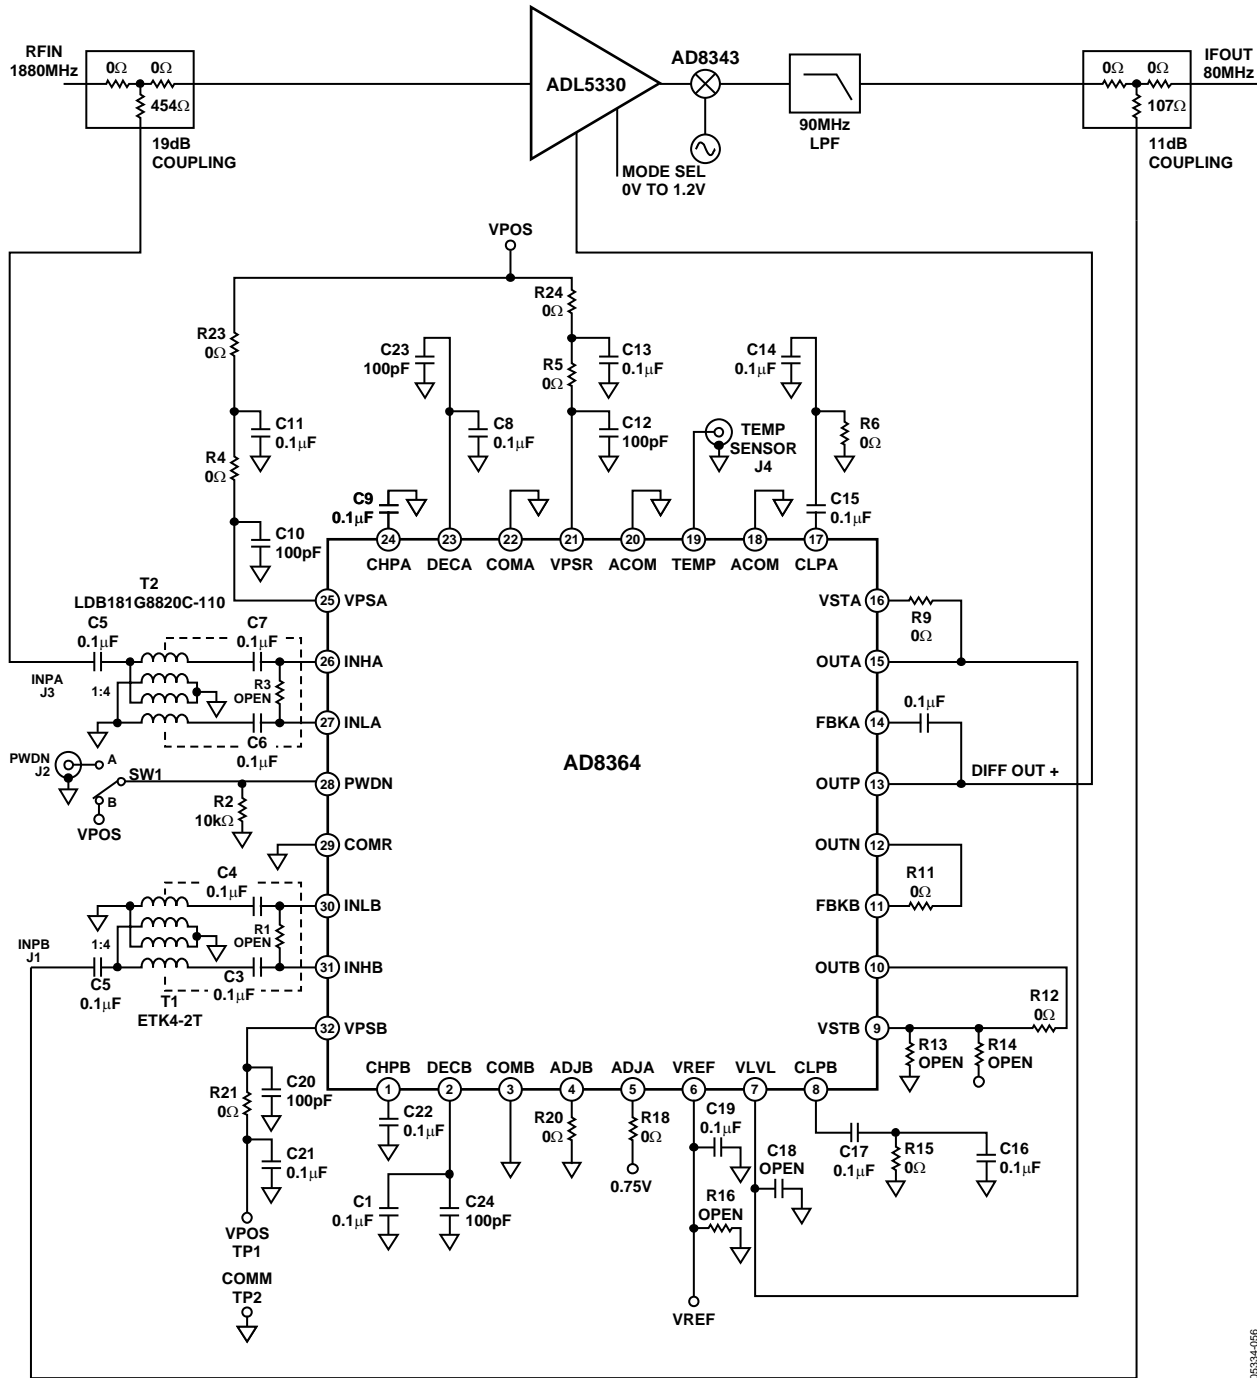 RFIN
1880MHz
0Ω 0Ω
454Ω
19dB
COUPLING
ADL5330
AD8343
MODE SEL
0V TO 1.2V
90MHz
LPF
0Ω 0Ω
107Ω
11dB
COUPLING
IFOUT
80MHz
VPOS
R23
0Ω
C11
0.1µF
R4
0Ω
C10
100pF
C23
100pF
C8
0.1µF
C9
0.1µF
R24
0Ω
C13
0.1µF
R5
0Ω
C12
100pF
TEMP
SENSOR
J4
C14
0.1µF
R6
0Ω
C15
0.1µF
24 23 22 21 20 19 18 17
CHPA DECA COMA VPSR ACOM TEMP ACOM CLPA
T2
LDB181G8820C-110
C5
0.1µF
C7
0.1µF
INPA
J3
1:4
R3
OPEN
C6
0.1µF
PWDN
J2
A
SW1
B
VPOS
R2
10kΩ
C4
0.1µF
INPB
J1
1:4
R1
OPEN
C5
0.1µF
C3
0.1µF
T1
ETK4-2T
25 VPSA
26 INHA
27 INLA
28 PWDN
29 COMR
30 INLB
31 INHB
32 VPSB
AD8364
VSTA 16
OUTA 15
FBKA 14
OUTP 13
OUTN 12
FBKB 11
OUTB 10
VSTB 9
R9
0Ω
0.1µF
DIFF OUT +
R11
0Ω
R12
0Ω
R13
OPEN
R14
OPEN
CHPB DECB COMB ADJB ADJA VREF VLVL CLPB
1 2 3 4 5 6 7 8
R21
0Ω
C20
100pF
C21
0.1µF
VPOS
TP1
COMM
TP2
C22
0.1µF
C1
0.1µF
C24
100pF
R20
0Ω
R18
0Ω
0.75V
C19
0.1µF
C18
OPEN
R16
OPEN
VREF
C17
0.1µF
R15
0Ω
C16
0.1µF
05334-056